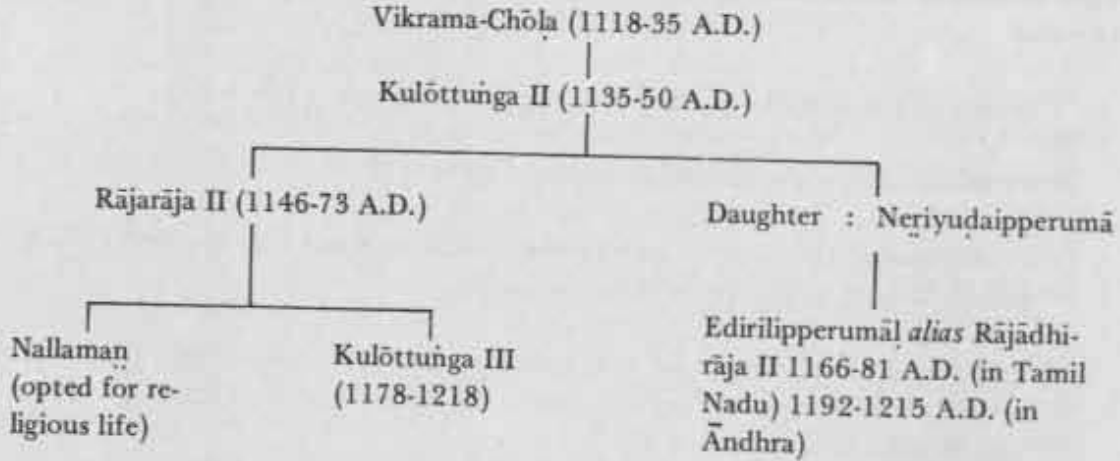 Vikrama-Chōḷa (1118-35 A.D.)
Kulōttuṅga II (1135-50 A.D.)
Rājarāja II (1146-73 A.D.)
Daughter : Neṟiyuḍaipperumā
Nallamaṉ
(opted for re-
ligious life)
Kulōttuṅga III
(1178-1218)
Edirilipperumāḷ alias Rājādhi-
rāja II 1166-81 A.D. (in Tamil
Nadu) 1192-1215 A.D. (in
Āndhra)